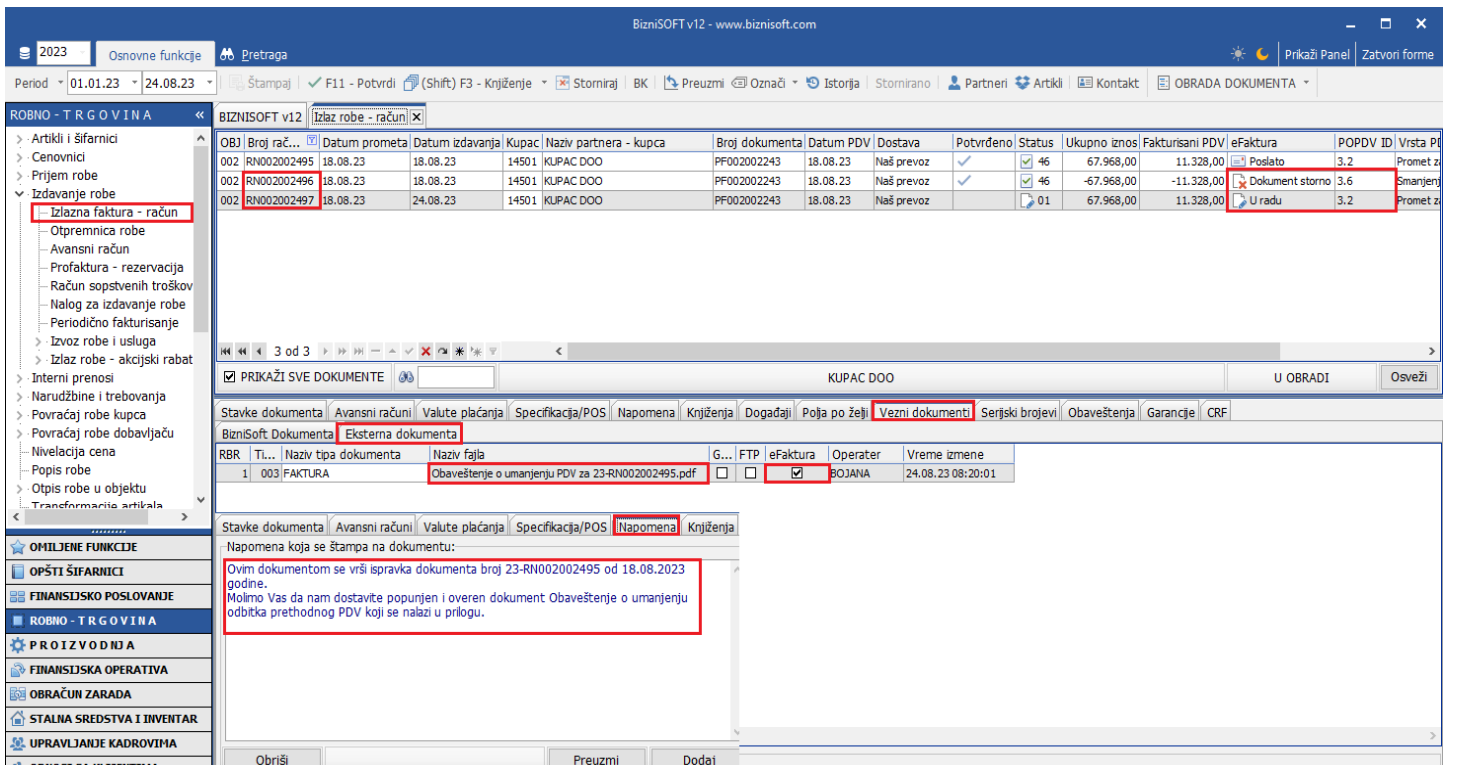 BizniSOFT v12 - www.biznisoft.com
2023 Osnovne funkcije Pretraga Prikaži Panel Zatvori forme
Period 01.01.23 24.08.23 Štampaj F11 - Potvrdi (Shift) F3 - Knjiženje Storniraj BK Preuzmi Označi Istorija Stornirano Partneri Artikli Kontakt OBRADA DOKUMENTA
ROBNO - T R G O V I N A «
Artikli i šifarnici
Cenovnici
Prijem robe
Izdavanje robe
Izlazna faktura - račun
Otpremnica robe
Avansni račun
Profaktura - rezervacija
Račun sopstvenih troškov
Nalog za izdavanje robe
Periodično fakturisanje
Izvoz robe i usluga
Izlaz robe - akcijski rabat
Interni prenosi
Narudžbine i trebovanja
Povraćaj robe kupca
Povraćaj robe dobavljaču
Nivelacija cena
Popis robe
Otpis robe u objektu
Transformacije artikala
OMILJENE FUNKCIJE
OPŠTI ŠIFARNICI
FINANSIJSKO POSLOVANJE
ROBNO - T R G O V I N A
P R O I Z V O D NJ A
FINANSIJSKA OPERATIVA
OBRAČUN ZARADA
STALNA SREDSTVA I INVENTAR
UPRAVLJANJE KADROVIMA
BIZNISOFT v12 Izlaz robe - račun
OBJ Broj rač... Datum prometa Datum izdavanja Kupac Naziv partnera - kupca Broj dokumenta Datum PDV Dostava Potvrđeno Status Ukupno iznos Fakturisani PDV eFaktura POPDV ID Vrsta PD
002 RN002002495 18.08.23 18.08.23 14501 KUPAC DOO PF002002243 18.08.23 Naš prevoz 46 67.968,00 11.328,00 Poslato 3.2 Promet za
002 RN002002496 18.08.23 18.08.23 14501 KUPAC DOO PF002002243 18.08.23 Naš prevoz 46 -67.968,00 -11.328,00 Dokument storno 3.6 Smanjenj
002 RN002002497 18.08.23 24.08.23 14501 KUPAC DOO PF002002243 18.08.23 Naš prevoz 01 67.968,00 11.328,00 U radu 3.2 Promet za
3 od 3
PRIKAŽI SVE DOKUMENTE KUPAC DOO U OBRADI Osveži
Stavke dokumenta Avansni računi Valute plaćanja Specifikacija/POS Napomena Knjiženja Događaji Polja po želji Vezni dokumenti Serijski brojevi Obaveštenja Garancije CRF
BizniSoft Dokumenta Eksterna dokumenta
RBR Ti... Naziv tipa dokumenta Naziv fajla G... FTP eFaktura Operater Vreme izmene
1 003 FAKTURA Obaveštenje o umanjenju PDV za 23-RN002002495.pdf BOJANA 24.08.23 08:20:01
Stavke dokumenta Avansni računi Valute plaćanja Specifikacija/POS Napomena Knjiženja
Napomena koja se štampa na dokumentu:
Ovim dokumentom se vrši ispravka dokumenta broj 23-RN002002495 od 18.08.2023
godine.
Molimo Vas da nam dostavite popunjen i overen dokument Obaveštenje o umanjenju
odbitka prethodnog PDV koji se nalazi u prilogu.
Obriši Preuzmi Dodaj